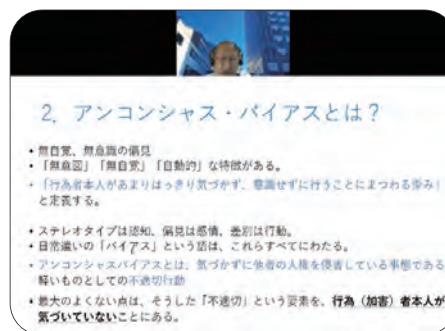 2. アンコンシャス・バイアスとは?
• 無自覚、無意識の偏見
• 「無意図」「無自覚」「自動的」な特徴がある。
• 「行為者本人があまりはっきり気づかず、意識せずに行うことにまつわる歪み」
と定義する。
• ステレオタイプは認知、偏見は感情、差別は行動。
• 日常遣いの「バイアス」という語は、これらすべてにわたる。
• アンコンシャスバイアスとは、気づかずに他者の人権を侵害している事態である
軽いものとしての不適切行動
• 最大のよくない点は、そうした「不適切」という要素を、行為(加害)者本人が
気づいていないことにある。